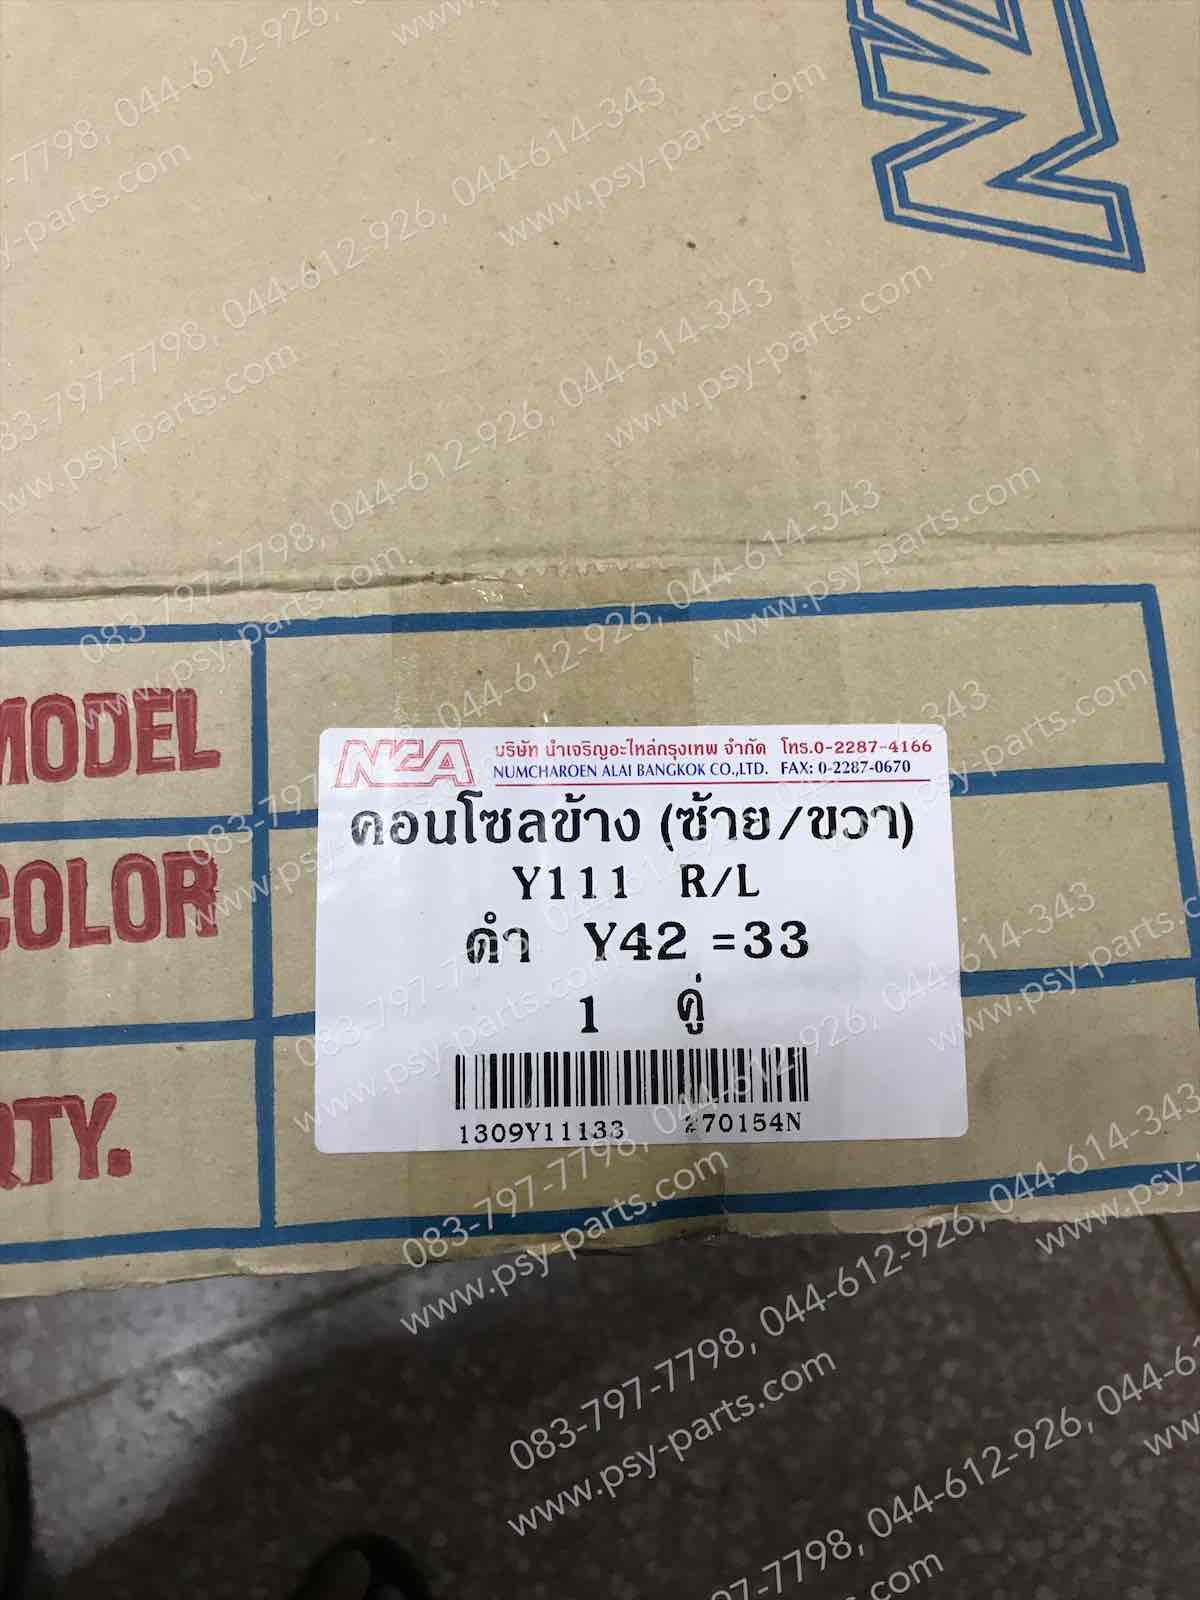 NCA
MODEL
COLOR
QTY.
NCA บริษัท นำเจริญอะไหล่กรุงเทพ จำกัด โทร.0-2287-4166
NUMCHAROEN ALAI BANGKOK CO.,LTD. FAX: 0-2287-0670
คอนโซลข้าง (ซ้าย/ขวา)
Y111 R/L
ดำ Y42 =33
1 คู่
1309Y11133 270154N
083-797-7798, 044-612-926, 044-614-343
www.psy-parts.com